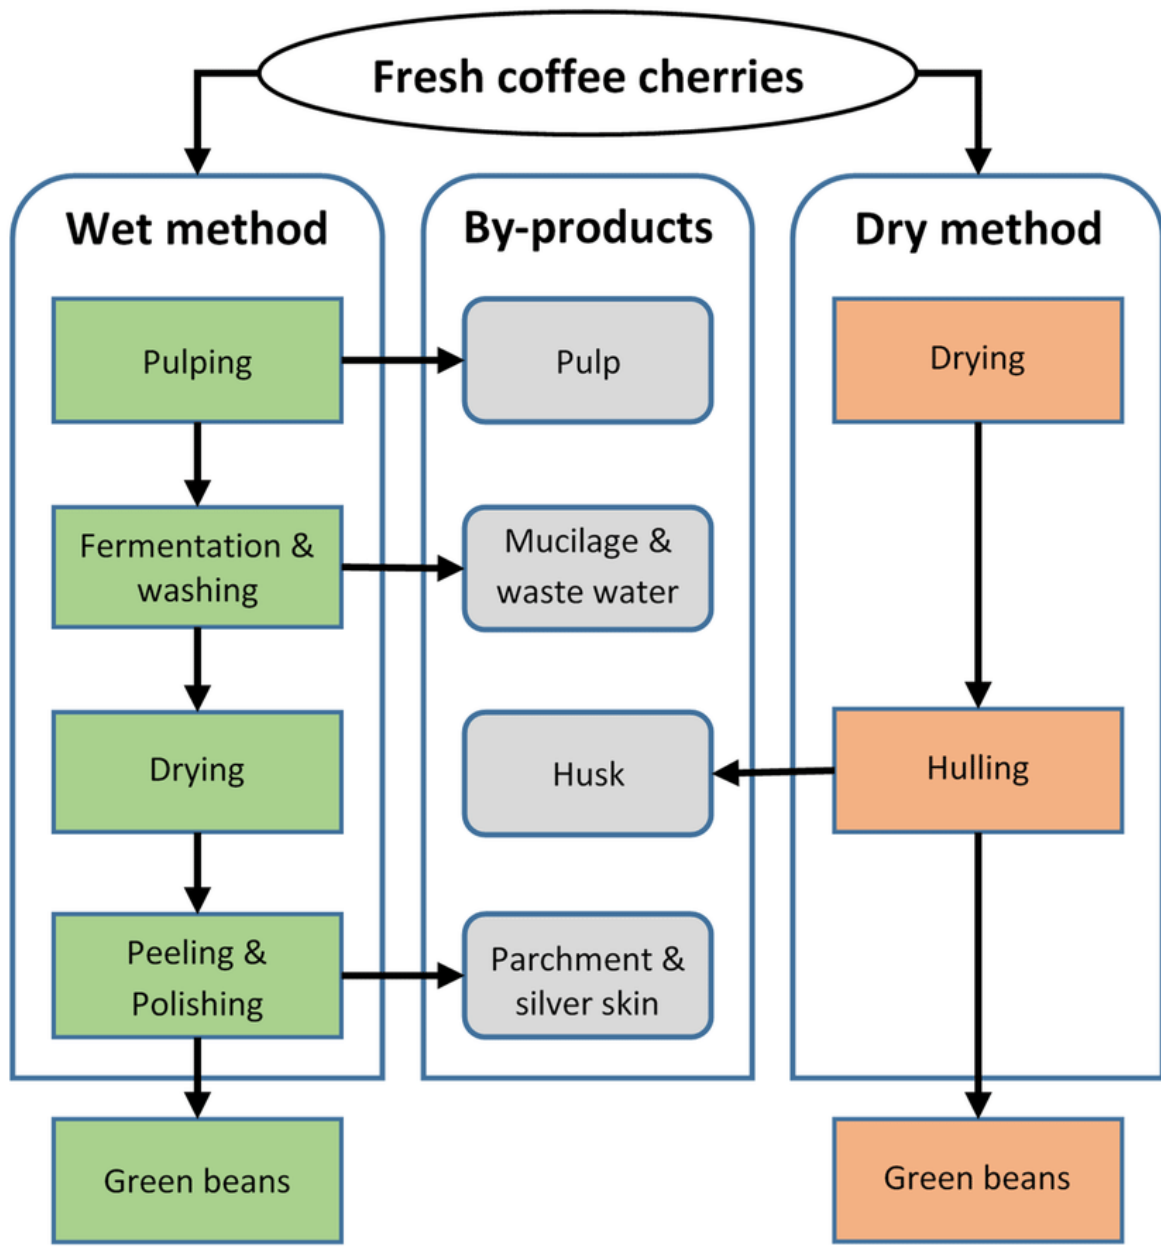 Fresh coffee cherries
Wet method
By-products
Dry method
Pulping
Pulp
Drying
Fermentation &
washing
Mucilage &
waste water
Drying
Husk
Hulling
Peeling &
Polishing
Parchment &
silver skin
Green beans
Green beans